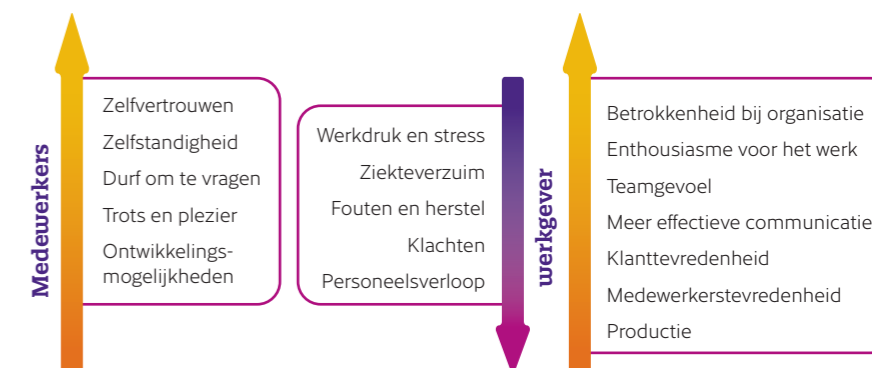 Medewerkers
Zelfvertrouwen
Zelfstandigheid
Durf om te vragen
Trots en plezier
Ontwikkelings-
mogelijkheden
Werkdruk en stress
Ziekteverzuim
Fouten en herstel
Klachten
Personeelsverloop
werkgever
Betrokkenheid bij organisatie
Enthousiasme voor het werk
Teamgevoel
Meer effectieve communicatie
Klanttevredenheid
Medewerkerstevredenheid
Productie